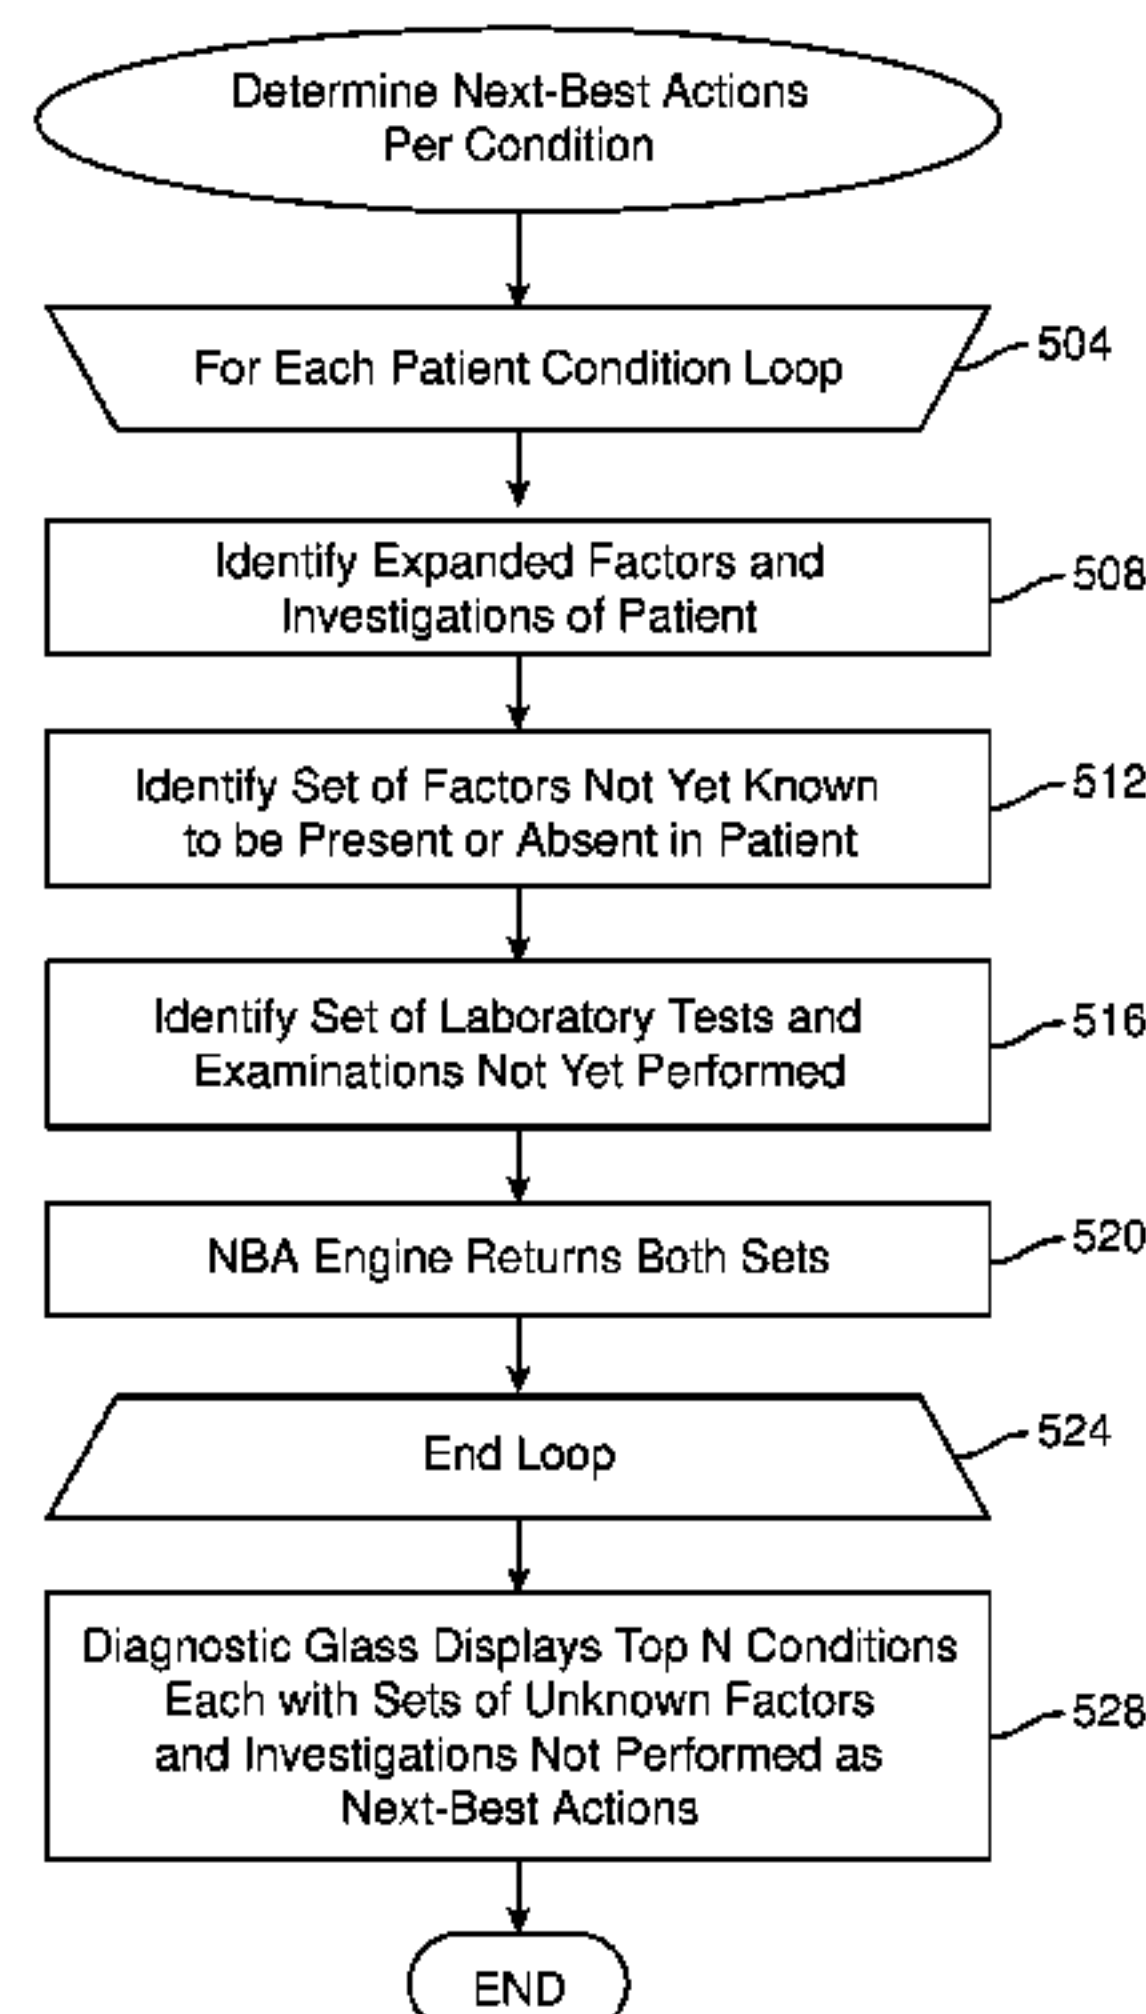 Determine Next-Best Actions
Per Condition
For Each Patient Condition Loop
504
Identify Expanded Factors and
Investigations of Patient
508
Identify Set of Factors Not Yet Known
to be Present or Absent in Patient
512
Identify Set of Laboratory Tests and
Examinations Not Yet Performed
516
NBA Engine Returns Both Sets
520
End Loop
524
Diagnostic Glass Displays Top N Conditions
Each with Sets of Unknown Factors
and Investigations Not Performed as
Next-Best Actions
528
END